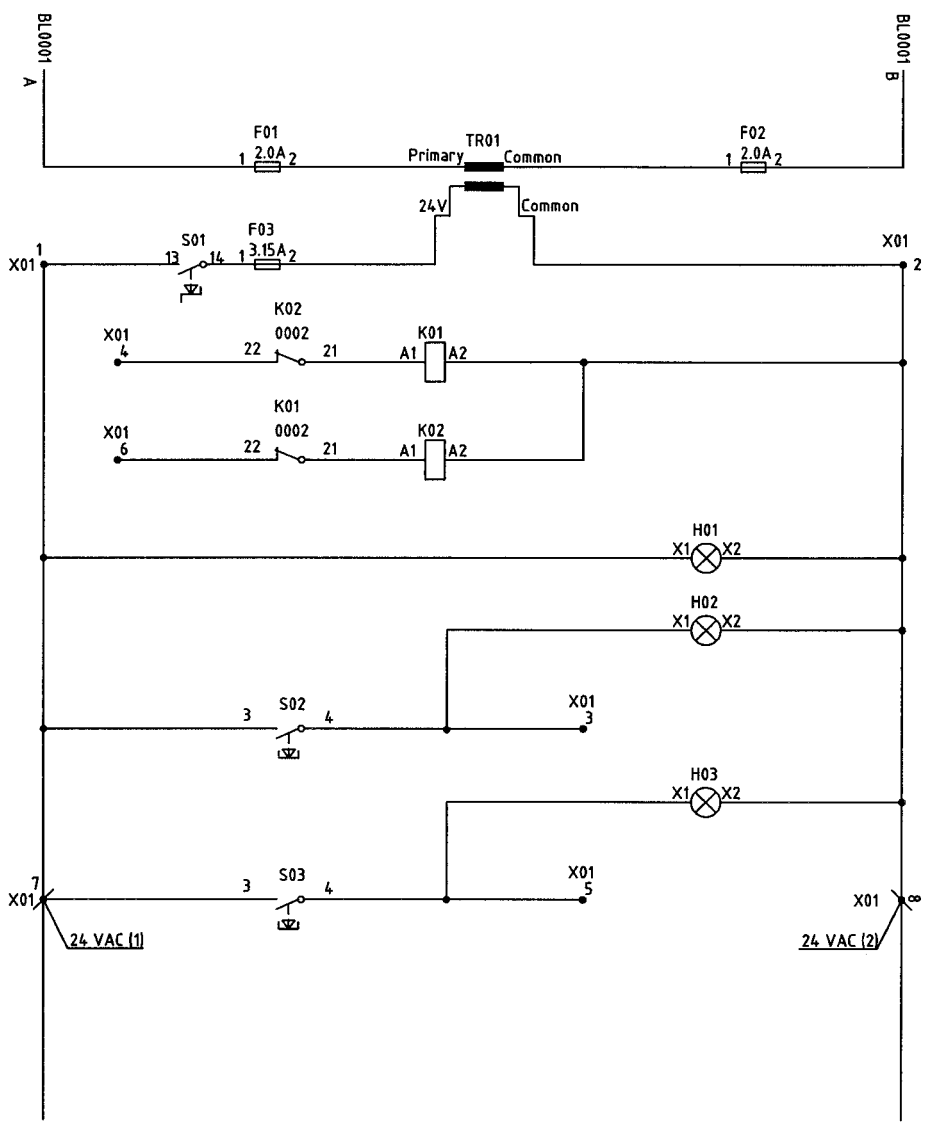 BL0001
A
BL0001
B
F01
1 2.0A 2
TR01
Primary Common
F02
1 2.0A 2
24V
Common
X01 1
S01
13 14
F03
1 3.15A 2
X01
2
X01
4
K02
0002
22 21
K01
A1 A2
X01
6
K01
0002
22 21
K02
A1 A2
H01
X1 X2
H02
X1 X2
S02
3 4
X01
3
H03
X1 X2
X01 7
S03
3 4
X01
5
X01 8
24 VAC (1)
24 VAC (2)